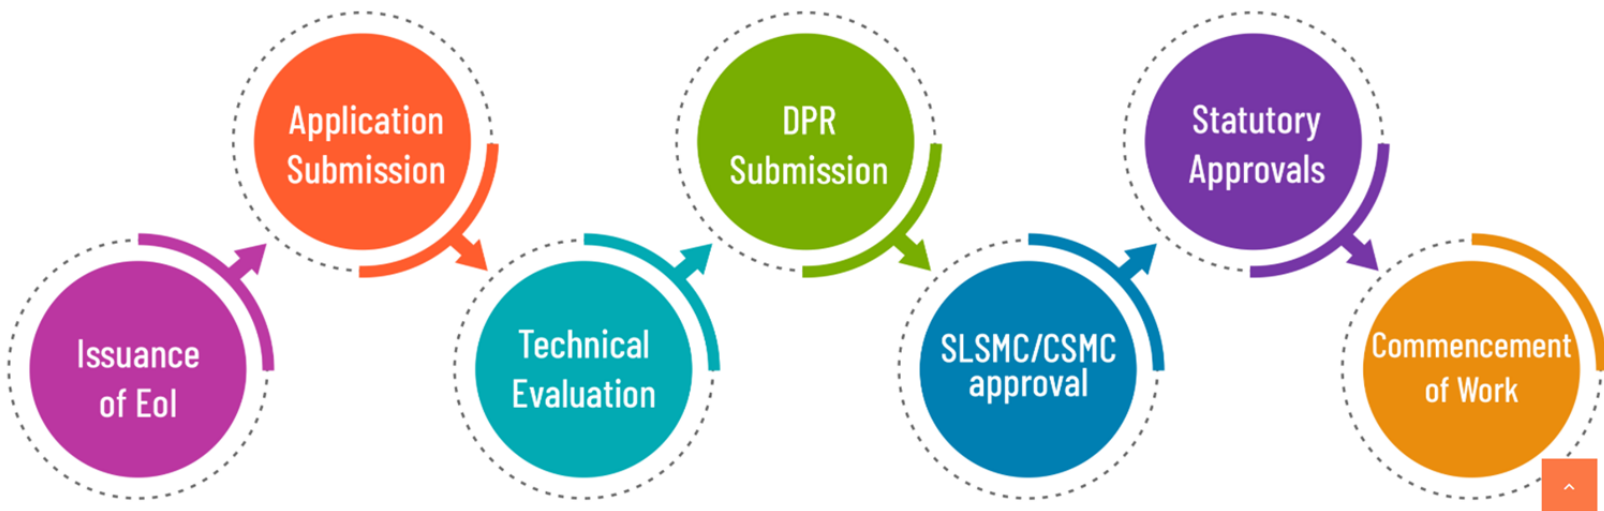 Issuance
of EoI
Application
Submission
Technical
Evaluation
DPR
Submission
SLSMC/CSMC
approval
Statutory
Approvals
Commencement
of Work